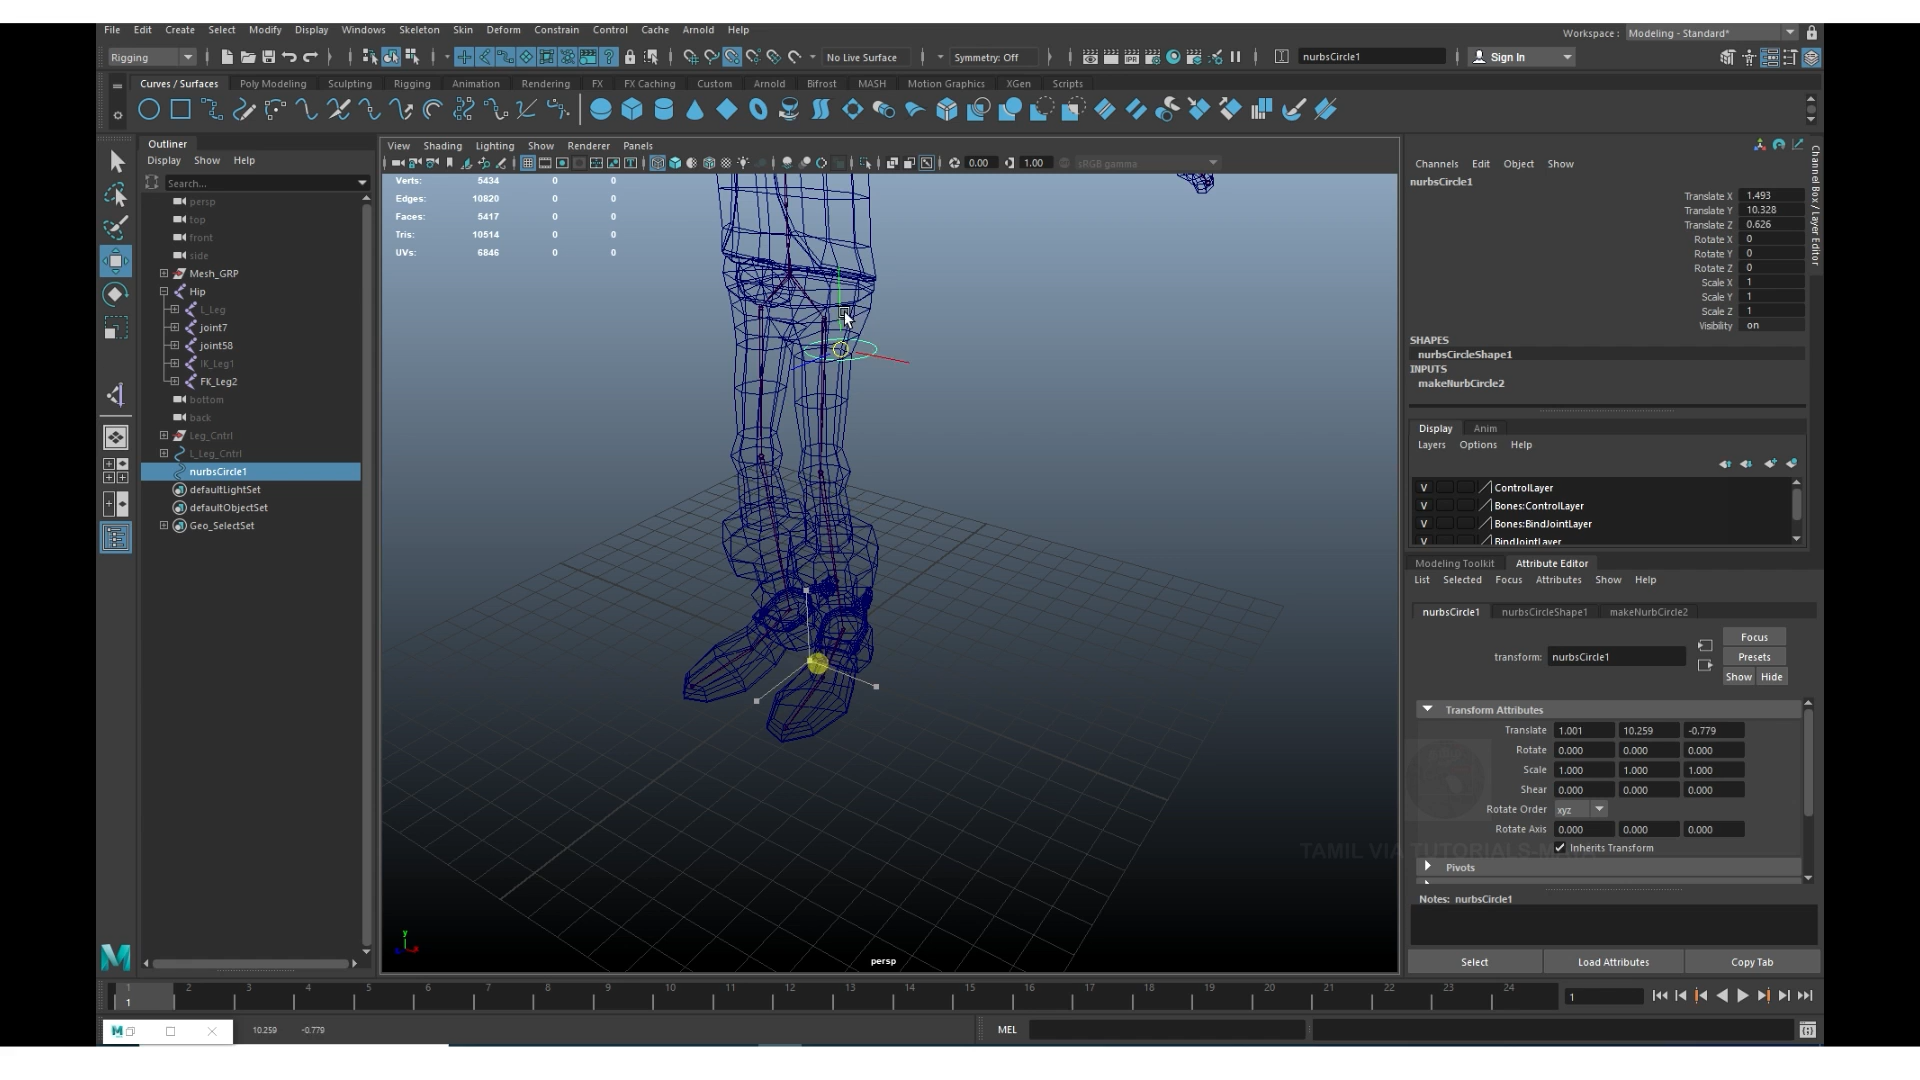 File Edit Create Select Modify Display Windows Skeleton Skin Deform Constrain Control Cache Arnold Help
Workspace : Modeling - Standard*
Rigging No Live Surface Symmetry: Off nurbsCircle1 Sign In
Curves / Surfaces Poly Modeling Sculpting Rigging Animation Rendering FX FX Caching Custom Arnold Bifrost MASH Motion Graphics XGen Scripts
Outliner
Display Show Help
Search...
persp
top
front
side
Mesh_GRP
Hip
L_Leg
joint7
joint58
IK_Leg1
FK_Leg2
bottom
back
Leg_Cntrl
L_Leg_Cntrl
nurbsCircle1
defaultLightSet
defaultObjectSet
Geo_SelectSet
View Shading Lighting Show Renderer Panels
0.00 1.00 sRGB gamma
Verts: 5434 0 0
Edges: 10820 0 0
Faces: 5417 0 0
Tris: 10514 0 0
UVs: 6846 0 0
y
persp
Channels Edit Object Show
nurbsCircle1
Translate X 1.493
Translate Y 10.328
Translate Z 0.626
Rotate X 0
Rotate Y 0
Rotate Z 0
Scale X 1
Scale Y 1
Scale Z 1
Visibility on
SHAPES
nurbsCircleShape1
INPUTS
makeNurbCircle2
Channel Box / Layer Editor
Display Anim
Layers Options Help
V ControlLayer
V Bones:ControlLayer
V Bones:BindJointLayer
V BindJointLayer
Modeling Toolkit Attribute Editor
List Selected Focus Attributes Show Help
nurbsCircle1 nurbsCircleShape1 makeNurbCircle2
transform: nurbsCircle1
Focus
Presets
Show Hide
Transform Attributes
Translate 1.001 10.259 -0.779
Rotate 0.000 0.000 0.000
Scale 1.000 1.000 1.000
Shear 0.000 0.000 0.000
Rotate Order xyz
Rotate Axis 0.000 0.000 0.000
Inherits Transform
TAMIL VIA TUTORIALS-
Pivots
Notes: nurbsCircle1
Select Load Attributes Copy Tab
1 2 3 4 5 6 7 8 9 10 11 12 13 14 15 16 17 18 19 20 21 22 23 24
1 1
M 10.259 -0.779 MEL